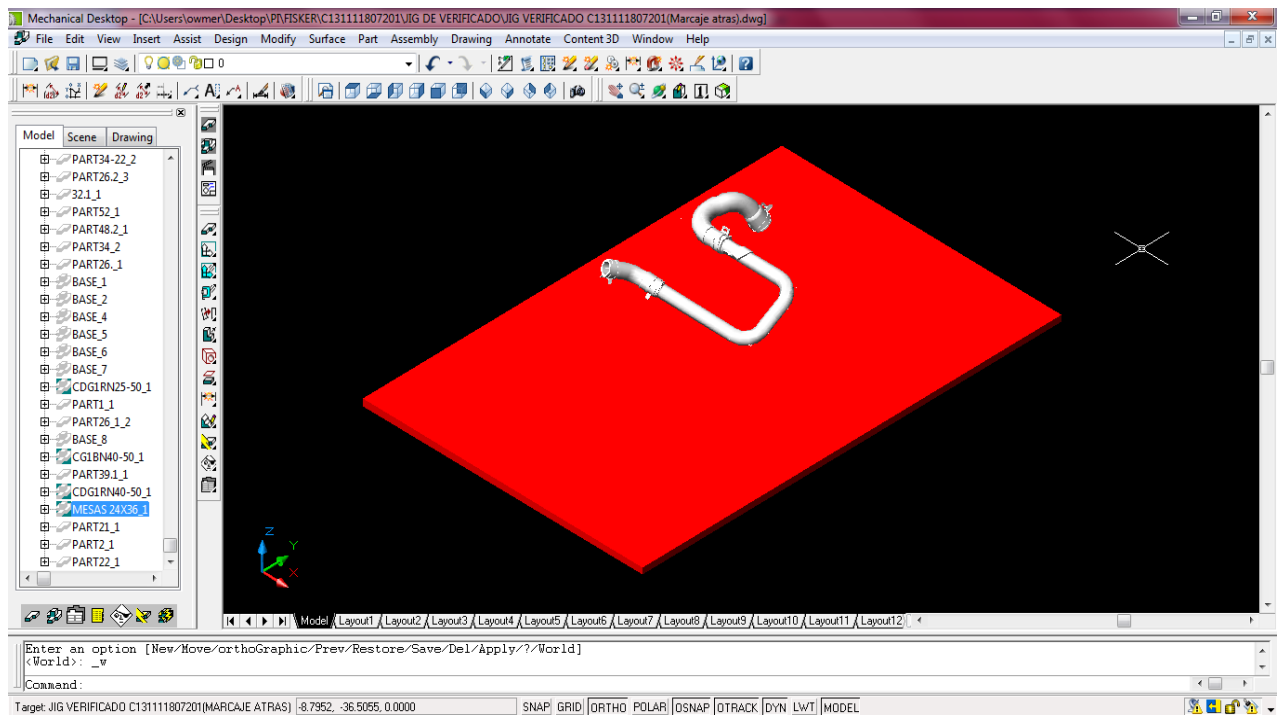 Mechanical Desktop - [C:\Users\owmer\Desktop\PI\FISKER\C131111807201\JIG DE VERIFICADO\JIG VERIFICADO C131111807201(Marcaje atras).dwg]
File Edit View Insert Assist Design Modify Surface Part Assembly Drawing Annotate Content 3D Window Help
0
Model Scene Drawing
PART34-22_2
PART26.2_3
32.1_1
PART52_1
PART48.2_1
PART34_2
PART26._1
BASE_1
BASE_2
BASE_4
BASE_5
BASE_6
BASE_7
CDG1RN25-50_1
PART1_1
PART26_1_2
BASE_8
CG1BN40-50_1
PART39.1_1
CDG1RN40-50_1
MESAS 24X36_1
PART21_1
PART2_1
PART22_1
Z
Y
X
Model Layout1 Layout2 Layout3 Layout4 Layout5 Layout6 Layout7 Layout8 Layout9 Layout10 Layout11 Layout12
Enter an option [New/Move/orthoGraphic/Prev/Restore/Save/Del/Apply/?/World]
<World>: _w
Command:
Target: JIG VERIFICADO C131111807201(MARCAJE ATRAS) -8.7952, -36.5055, 0.0000 SNAP GRID ORTHO POLAR OSNAP OTRACK DYN LWT MODEL